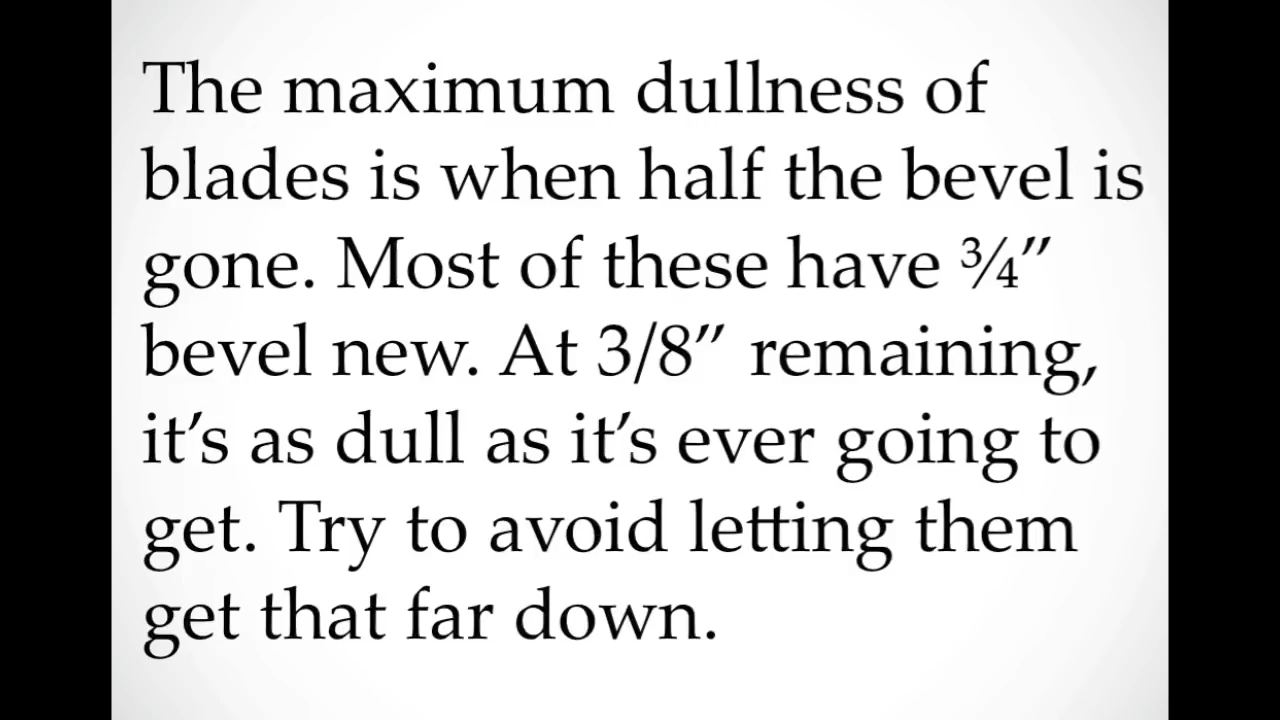 The maximum dullness of
blades is when half the bevel is
gone. Most of these have ¾”
bevel new. At 3/8” remaining,
it’s as dull as it’s ever going to
get. Try to avoid letting them
get that far down.